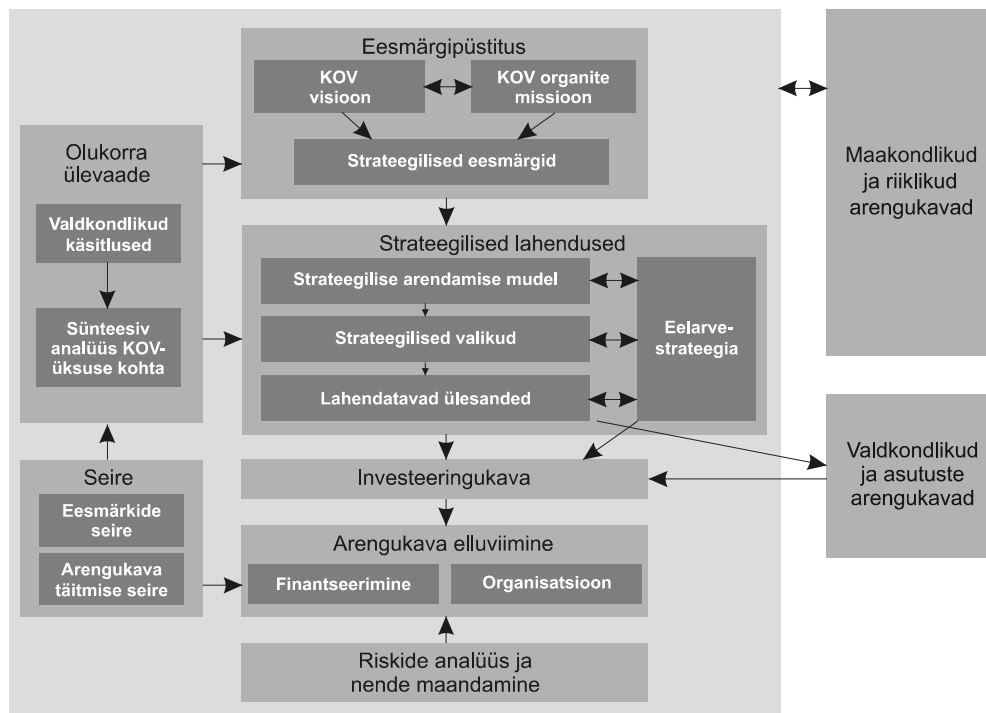 Eesmärgipüstitus
KOV
visioon
KOV organite
missioon
Strateegilised eesmärgid
Olukorra
ülevaade
Valdkondlikud
käsitlused
Sünteesiv
analüüs KOV-
üksuse kohta
Strateegilised lahendused
Strateegilise arendamise mudel
Strateegilised valikud
Lahendatavad ülesanded
Eelarve-
strateegia
Maakondlikud
ja riiklikud
arengukavad
Valdkondlikud
ja asutuste
arengukavad
Seire
Eesmärkide
seire
Arengukava
täitmise seire
Investeeringukava
Arengukava elluviimine
Finantseerimine
Organisatsioon
Riskide analüüs ja
nende maandamine